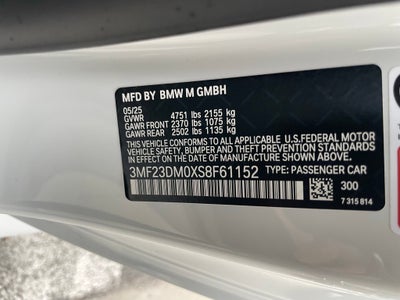 MFD BY BMW M GMBH
05/25
GVWR 4751 lbs 2155 kg
GAWR FRONT 2370 lbs 1075 kg
GAWR REAR 2502 lbs 1135 kg
THIS VEHICLE CONFORMS TO ALL APPLICABLE U.S.FEDERAL MOTOR
VEHICLE SAFETY, BUMPER AND THEFT PREVENTION STANDARDS
IN EFFECT ON THE DATE OF MANUFACTURE SHOWN ABOVE.
3MF23DM0XS8F61152 TYPE: PASSENGER CAR
300
7 315 814